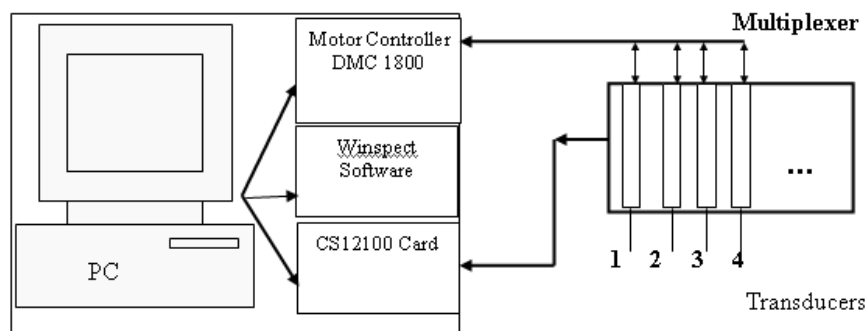 Motor Controller
DMC 1800
Winspect
Software
CS12100 Card
PC
Multiplexer
...
1 2 3 4
Transducers